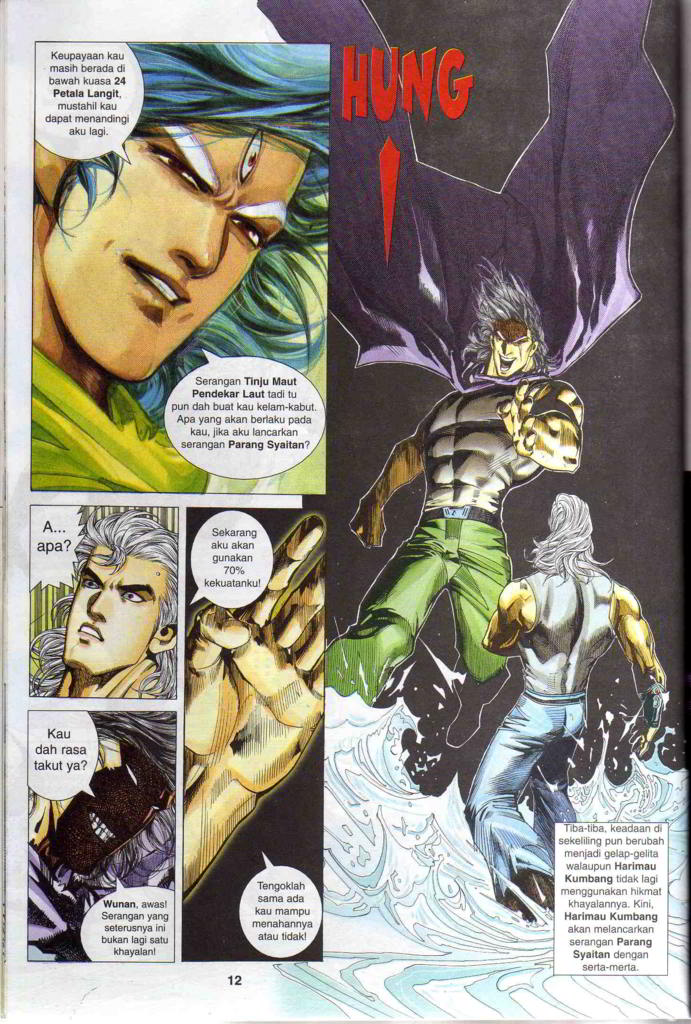 Keupayaan kau
masih berada di
bawah kuasa 24
Petala Langit,
mustahil kau
dapat menandingi
aku lagi.
HUNG
!
Serangan Tinju Maut
Pendekar Laut tadi tu
pun dah buat kau kelam-kabut.
Apa yang akan berlaku pada
kau, jika aku lancarkan
serangan Parang Syaitan?
A...
apa?
Sekarang
aku akan
gunakan
70%
kekuatanku!
Kau
dah rasa
takut ya?
Wunan, awas!
Serangan yang
seterusnya ini
bukan lagi satu
khayalan!
Tengoklah
sama ada
kau mampu
menahannya
atau tidak!
Tiba-tiba, keadaan di
sekeliling pun berubah
menjadi gelap-gelita
walaupun Harimau
Kumbang tidak lagi
menggunakan hikmat
khayalannya. Kini,
Harimau Kumbang
akan melancarkan
serangan Parang
Syaitan dengan
serta-merta.
12